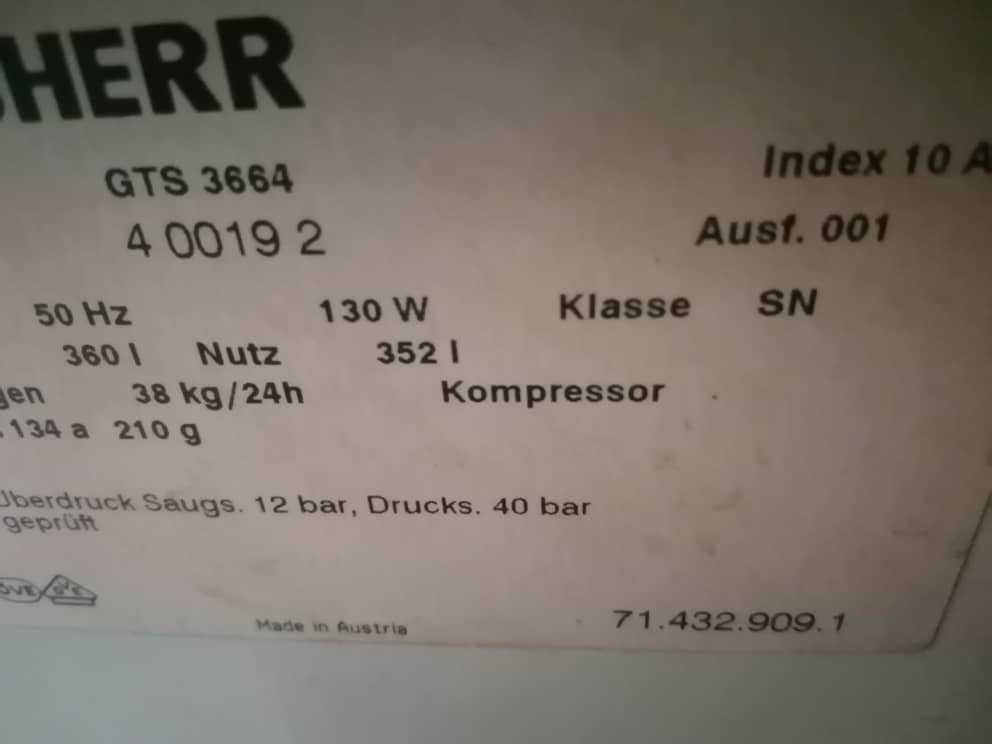 HERR
GTS 3664 Index 10 A
4 0019 2 Ausf. 001
50 Hz 130 W Klasse SN
360 l Nutz 352 l
gen 38 kg/24h Kompressor
.134 a 210 g
Überdruck Saugs. 12 bar, Drucks. 40 bar
geprüft
ÖVE
Made in Austria 71.432.909.1